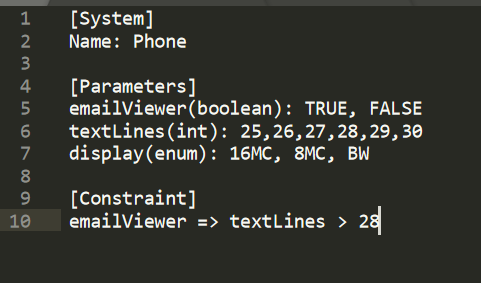 1 [System]
2 Name: Phone
3
4 [Parameters]
5 emailViewer(boolean): TRUE, FALSE
6 textLines(int): 25,26,27,28,29,30
7 display(enum): 16MC, 8MC, BW
8
9 [Constraint]
10 emailViewer => textLines > 28